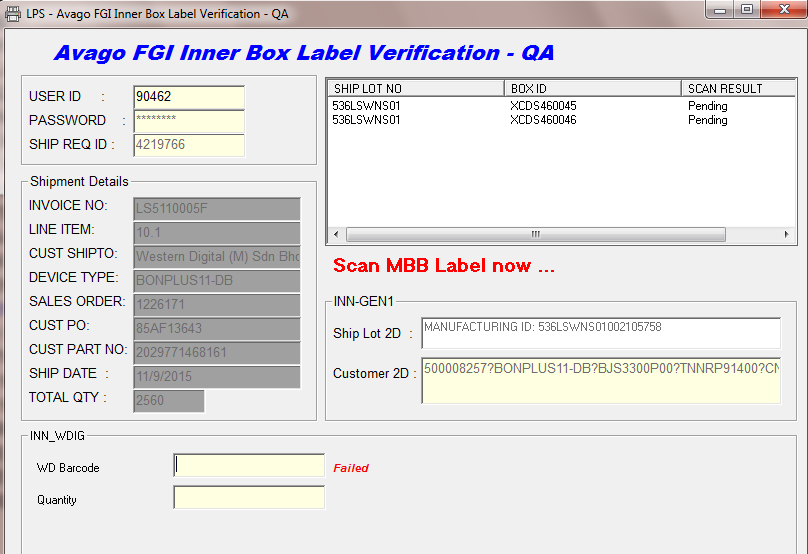 LPS - Avago FGI Inner Box Label Verification - QA
Avago FGI Inner Box Label Verification - QA
USER ID : 90462
PASSWORD : ********
SHIP REQ ID : 4219766
SHIP LOT NO BOX ID SCAN RESULT
536LSWNS01 XCDS460045 Pending
536LSWNS01 XCDS460046 Pending
Scan MBB Label now ...
Shipment Details
INVOICE NO: LS5110005F
LINE ITEM: 10.1
CUST SHIPTO: Western Digital (M) Sdn Bhd
DEVICE TYPE: BONPLUS11-DB
SALES ORDER: 1226171
CUST PO: 85AF13643
CUST PART NO: 2029771468161
SHIP DATE : 11/9/2015
TOTAL QTY : 2560
INN-GEN1
Ship Lot 2D : MANUFACTURING ID: 536LSWNS01002105758
Customer 2D : 500008257?BONPLUS11-DB?BJS3300P00?TNNRP91400?CN
INN_WDIG
WD Barcode Failed
Quantity